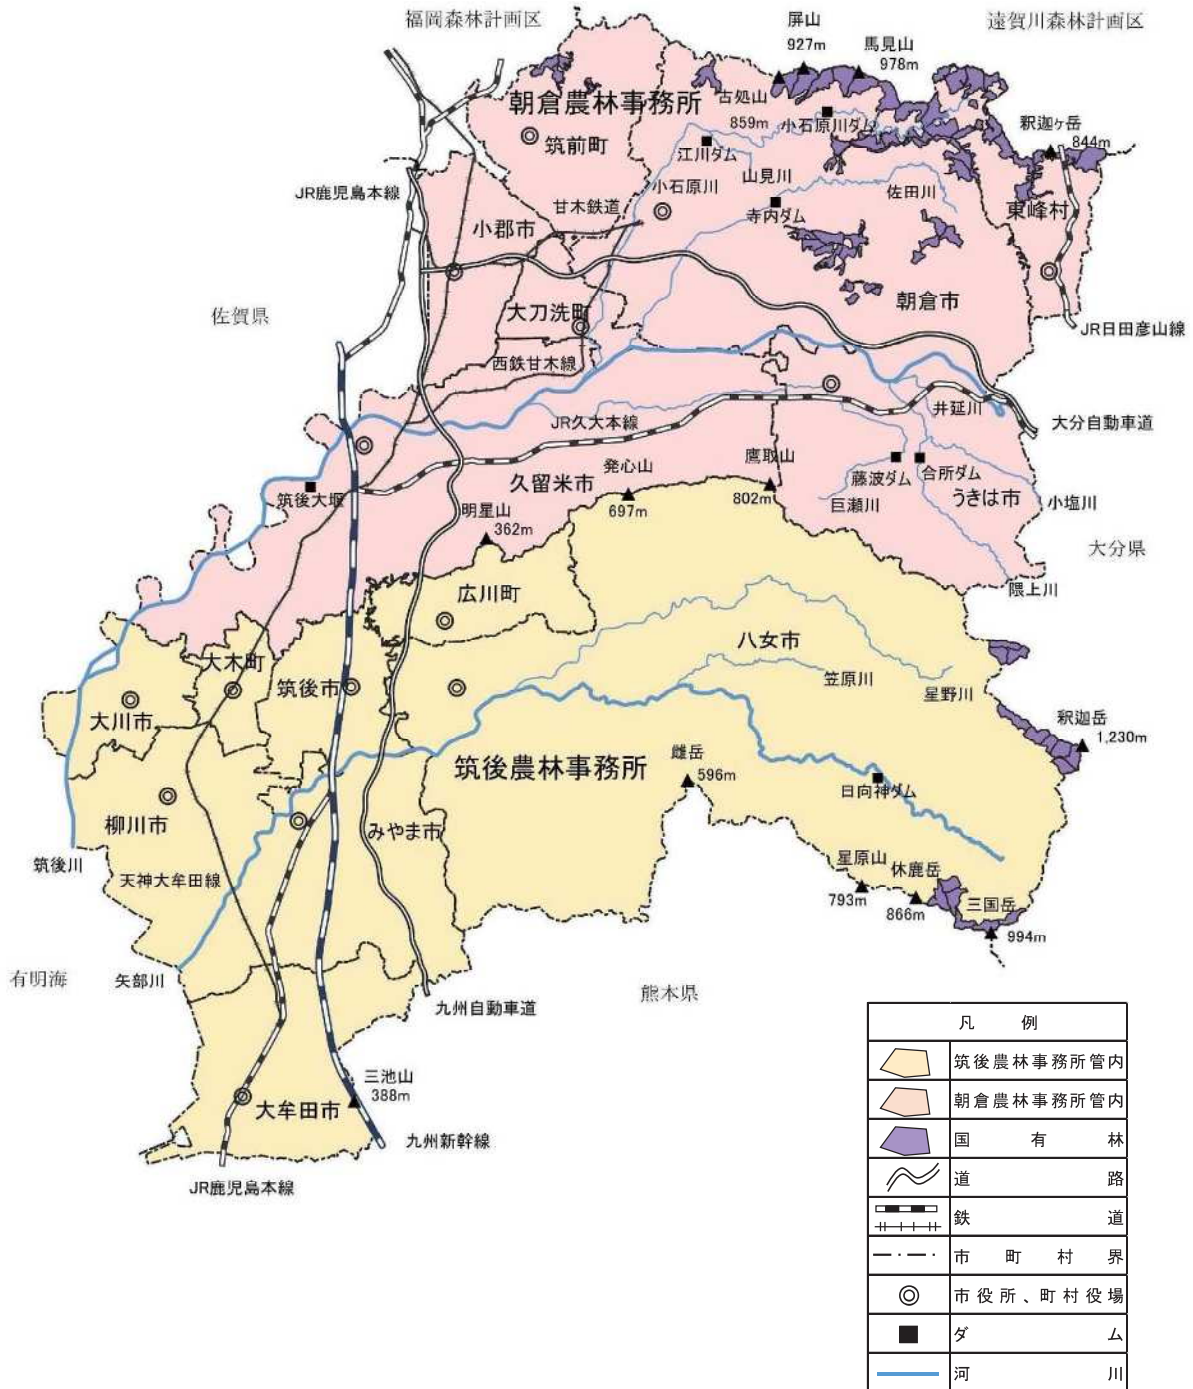 福岡森林計画区
屏山
927m
遠賀川森林計画区
馬見山
978m
朝倉農林事務所
古処山
859m
小石原川ダム
釈迦ヶ岳
844m
筑前町
江川ダム
山見川
JR鹿児島本線
小石原川
佐田川
甘木鉄道
寺内ダム
東峰村
小郡市
朝倉市
佐賀県
大刀洗町
JR日田彦山線
西鉄甘木線
JR久大本線
井延川
大分自動車道
発心山
697m
鷹取山
802m
藤波ダム
合所ダム
筑後大堰
久留米市
巨瀬川
うきは市
小塩川
明星山
362m
大分県
隈上川
広川町
八女市
大木町
筑後市
笠原川
星野川
大川市
釈迦岳
1,230m
筑後農林事務所
雌岳
596m
日向神ダム
柳川市
みやま市
筑後川
天神大牟田線
星原山
793m
休鹿岳
866m
三国岳
994m
有明海
矢部川
熊本県
九州自動車道
三池山
388m
大牟田市
九州新幹線
JR鹿児島本線
凡例
筑後農林事務所管内
朝倉農林事務所管内
国有林
道路
鉄道
市町村界
市役所、町村役場
ダム
河川